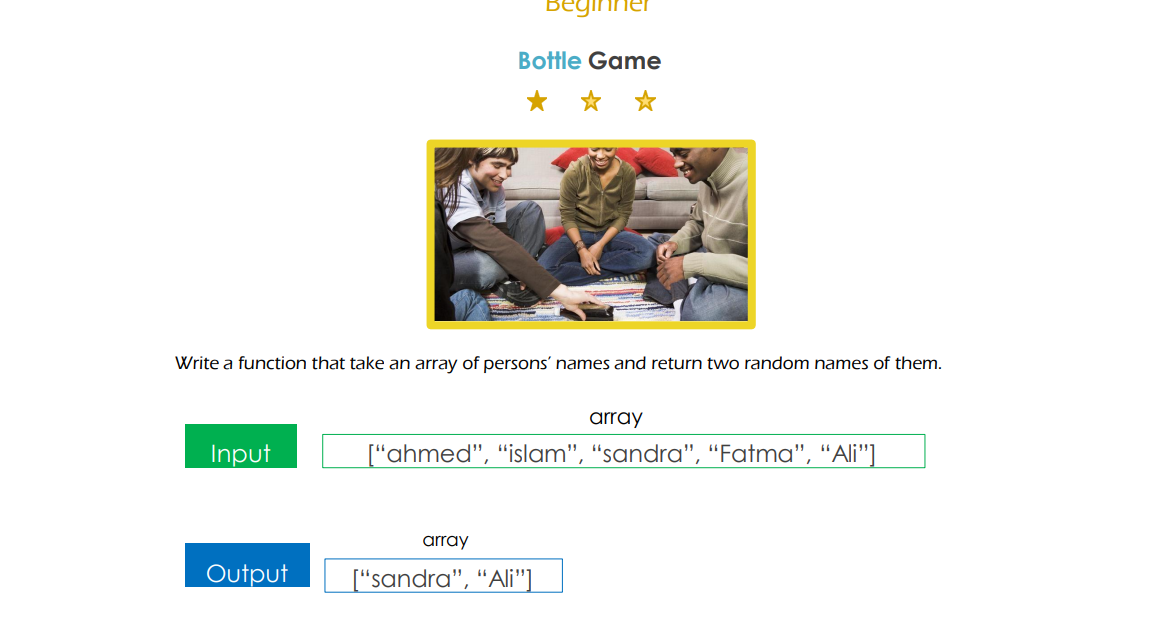 Beginner
Bottle Game
Write a function that take an array of persons’ names and return two random names of them.
array
Input
[“ahmed”, “islam”, “sandra”, “Fatma”, “Ali”]
array
Output
[“sandra”, “Ali”]